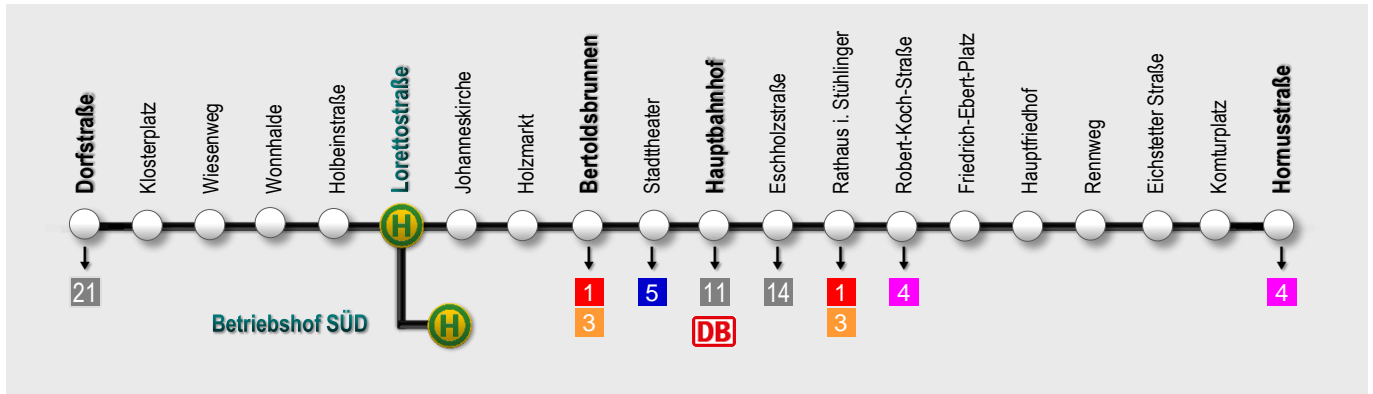 Dorfstraße
Klosterplatz
Wiesenweg
Wonnhalde
Holbeinstraße
Lorettostraße
Johanneskirche
Holzmarkt
Bertoldsbrunnen
Stadttheater
Hauptbahnhof
Eschholzstraße
Rathaus i. Stühlinger
Robert-Koch-Straße
Friedrich-Ebert-Platz
Hauptfriedhof
Rennweg
Eichstetter Straße
Komturplatz
Hornusstraße
H
21
1
5
11
14
1
4
4
3
3
DB
Betriebshof SÜD
H